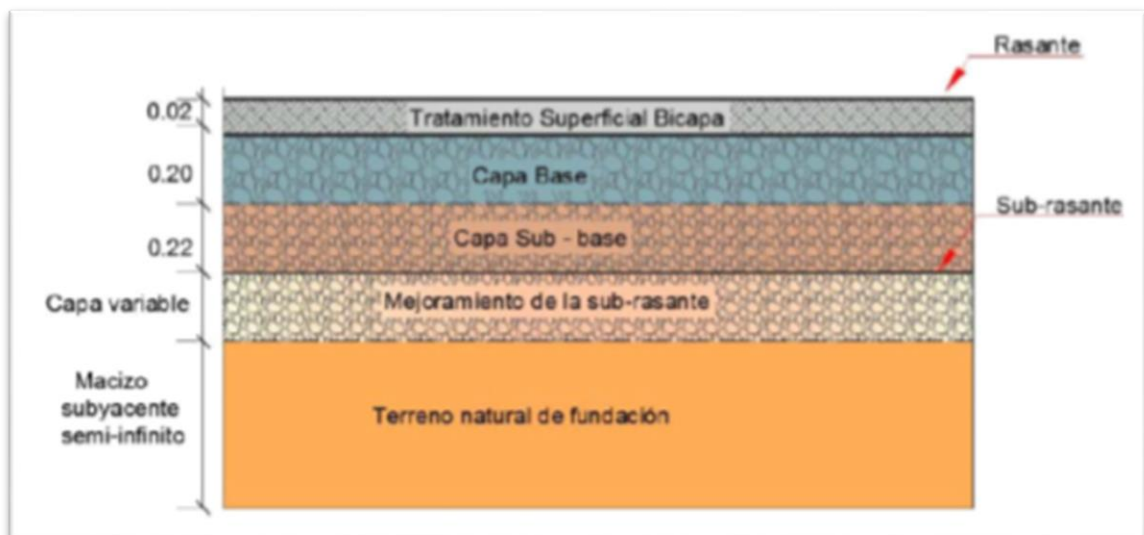 Rasante
0.02
Tratamiento Superficial Bicapa
0.20
Capa Base
Sub-rasante
0.22
Capa Sub - base
Capa variable
Mejoramiento de la sub-rasante
Macizo
subyacente
semi-infinito
Terreno natural de fundación